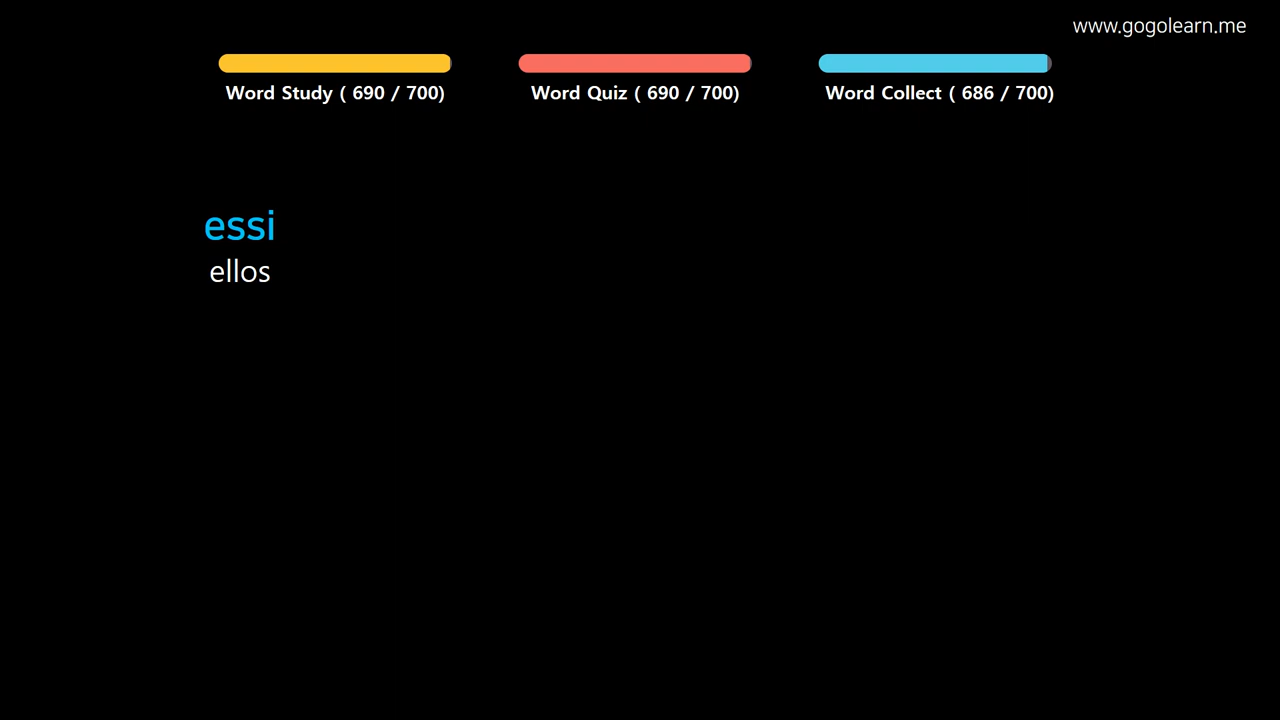 www.gogolearn.me
Word Study ( 690 / 700)
Word Quiz ( 690 / 700)
Word Collect ( 686 / 700)
essi
ellos